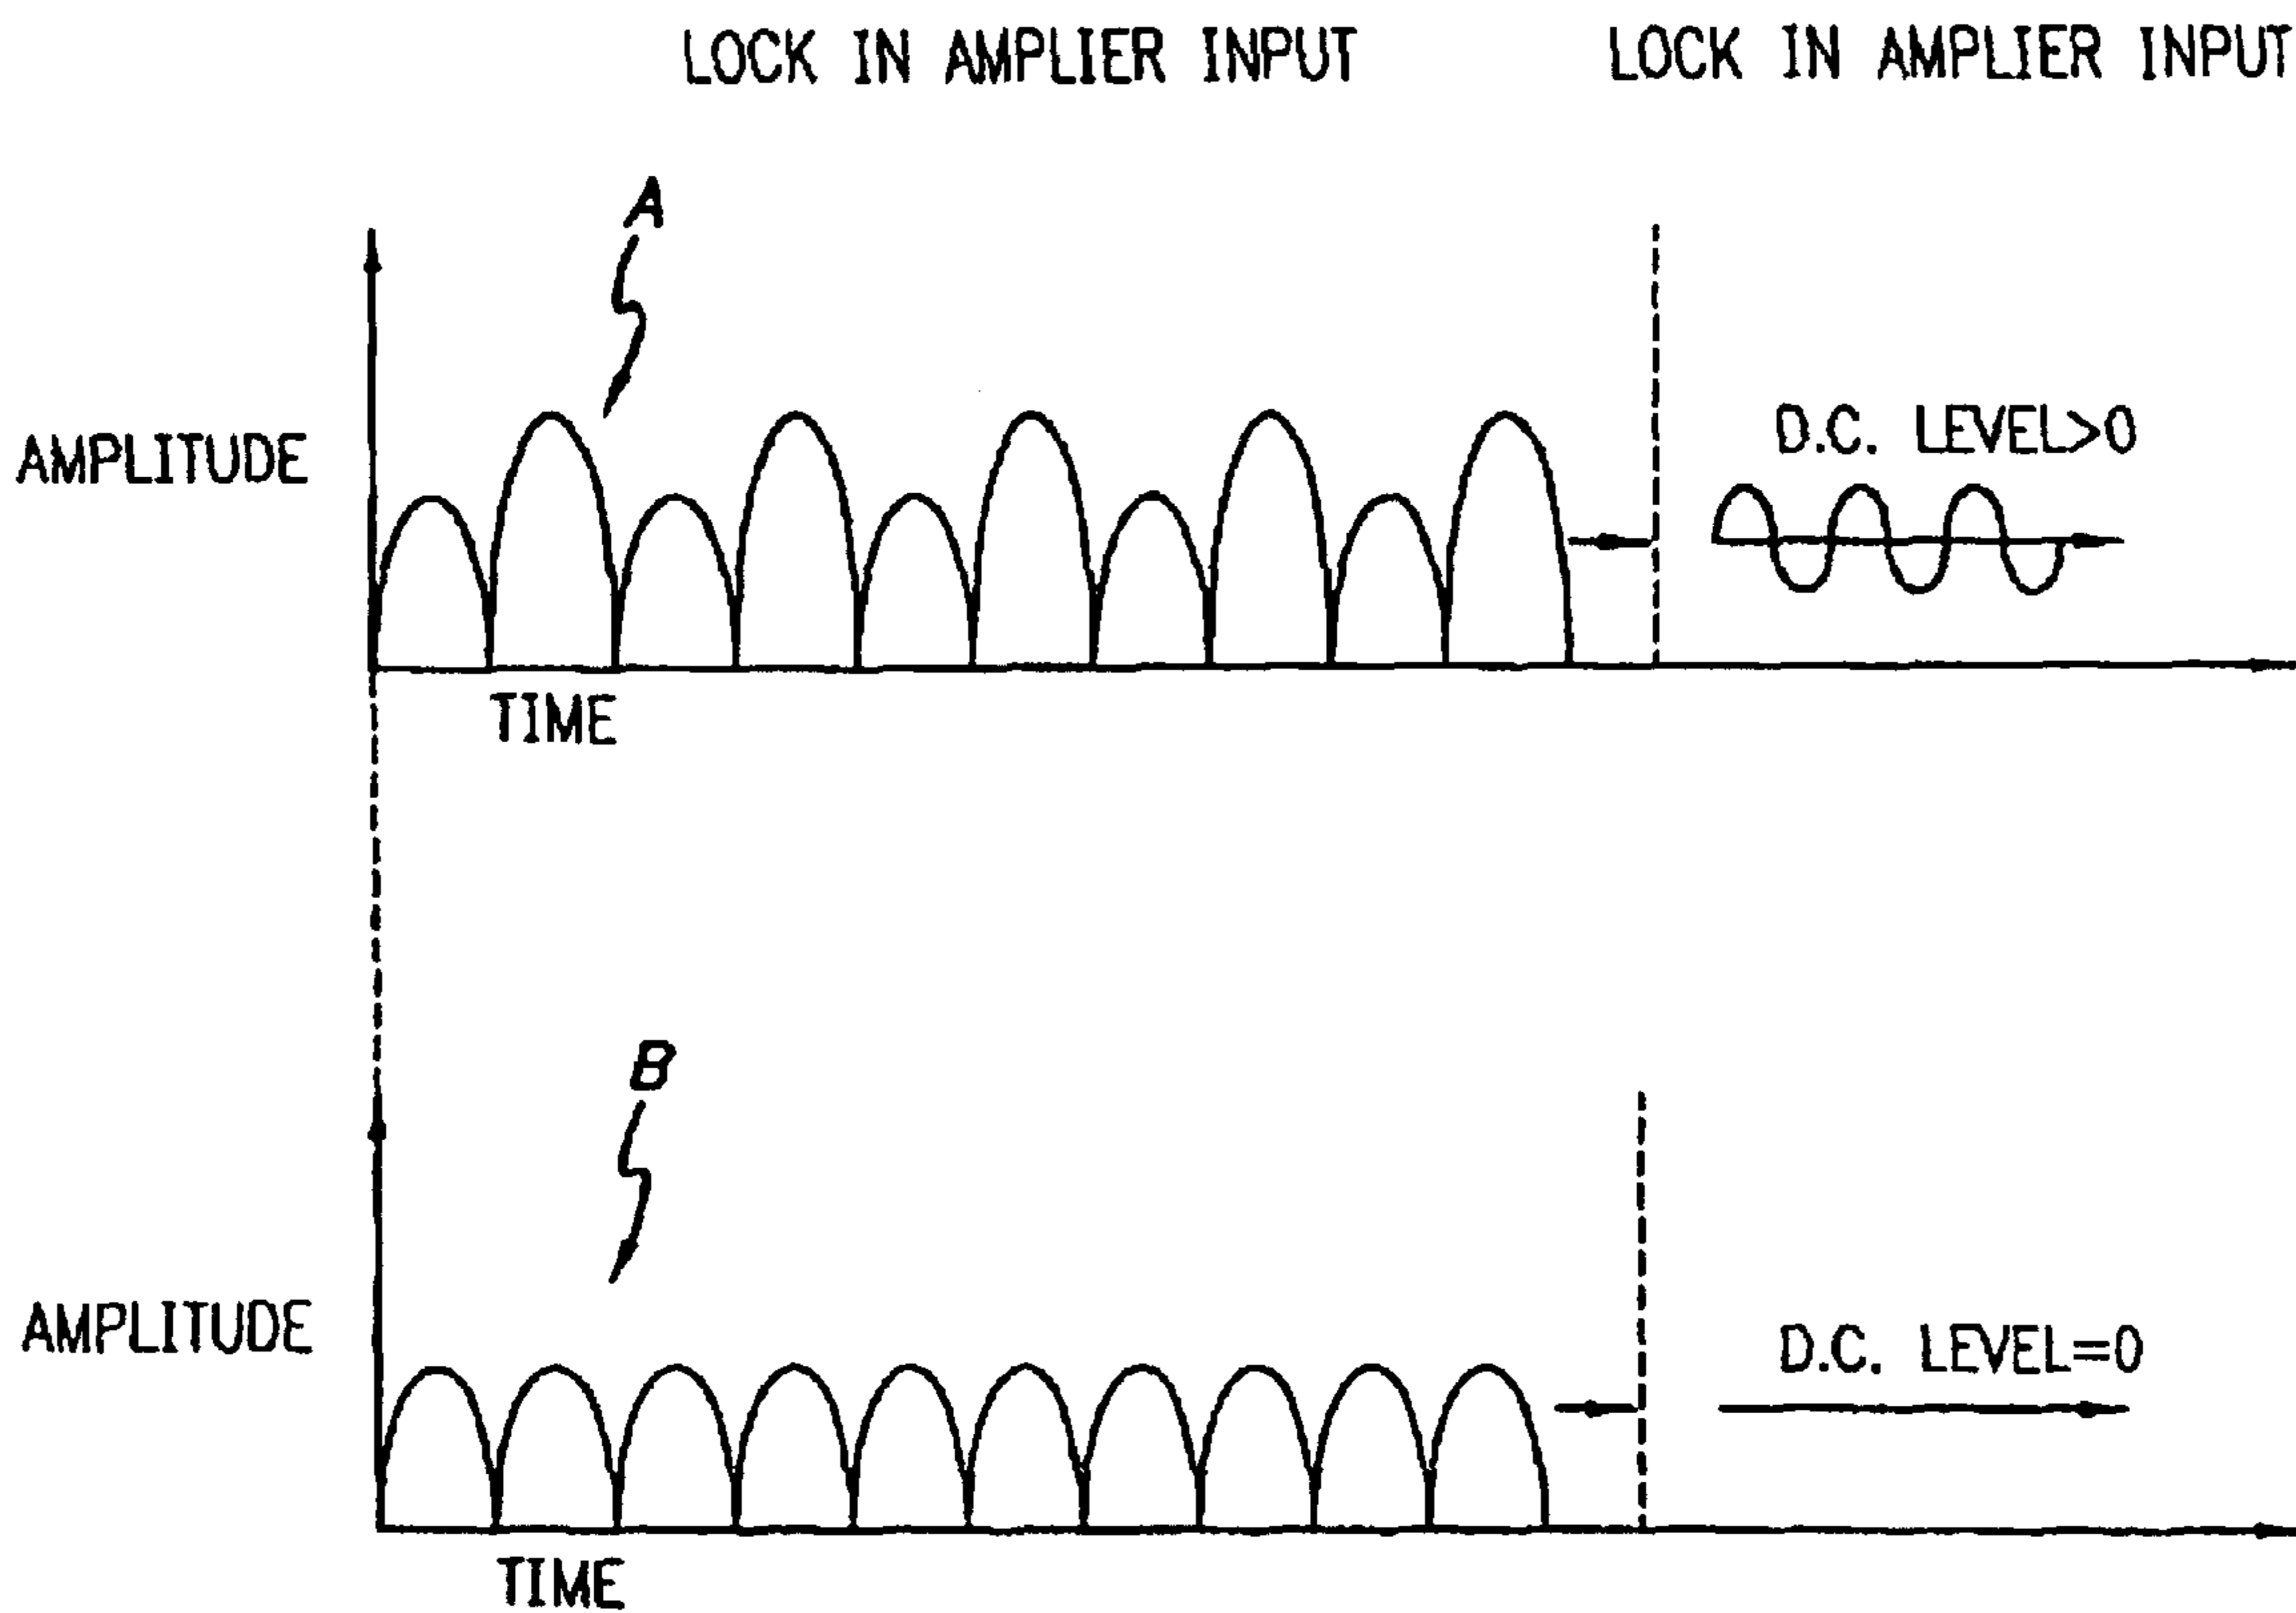 LOCK IN AMPLIER INPUT
LOCK IN AMPLIER INPUT
A
AMPLITUDE
D.C. LEVEL>0
TIME
B
AMPLITUDE
D.C. LEVEL=0
TIME